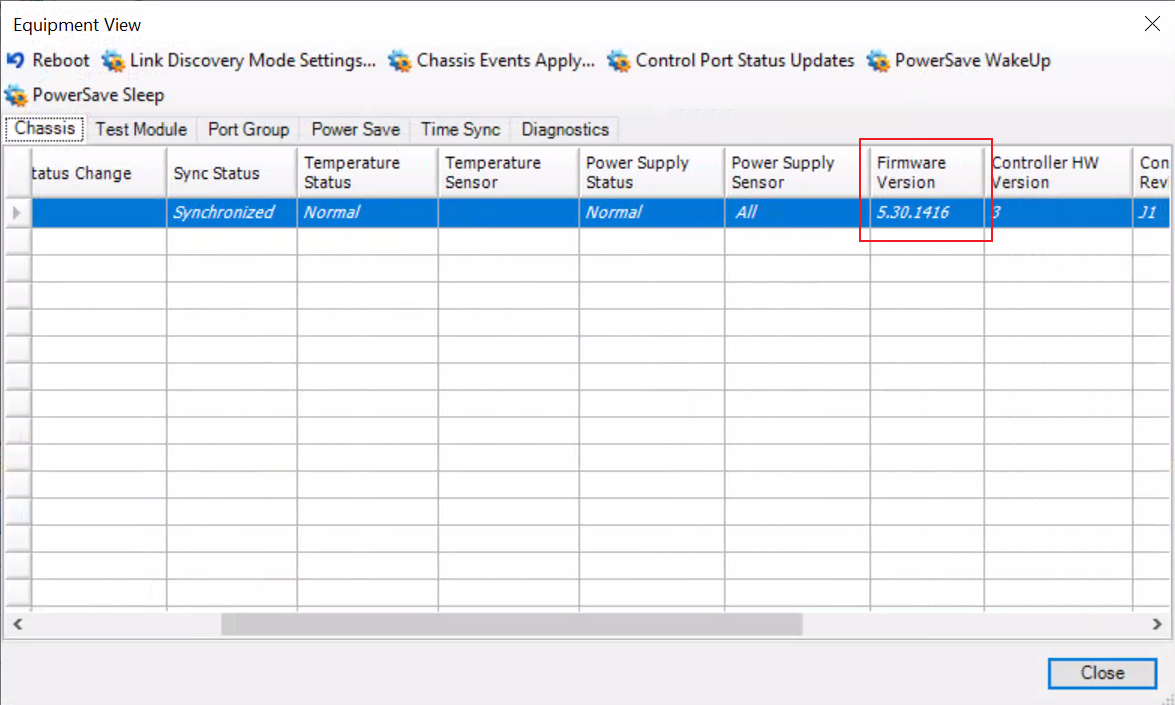 Equipment View
Reboot Link Discovery Mode Settings... Chassis Events Apply... Control Port Status Updates PowerSave WakeUp
PowerSave Sleep
Chassis Test Module Port Group Power Save Time Sync Diagnostics
tatus Change Sync Status Temperature Status Temperature Sensor Power Supply Status Power Supply Sensor Firmware Version Controller HW Version Con Rev
Synchronized Normal Normal All 5.30.1416 3 J1
Close